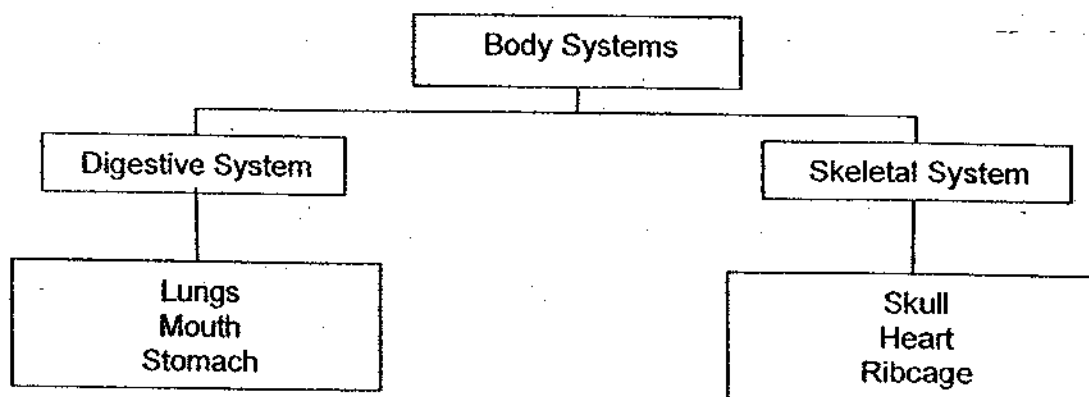 Body Systems
Digestive System
Skeletal System
Lungs
Mouth
Stomach
Skull
Heart
Ribcage